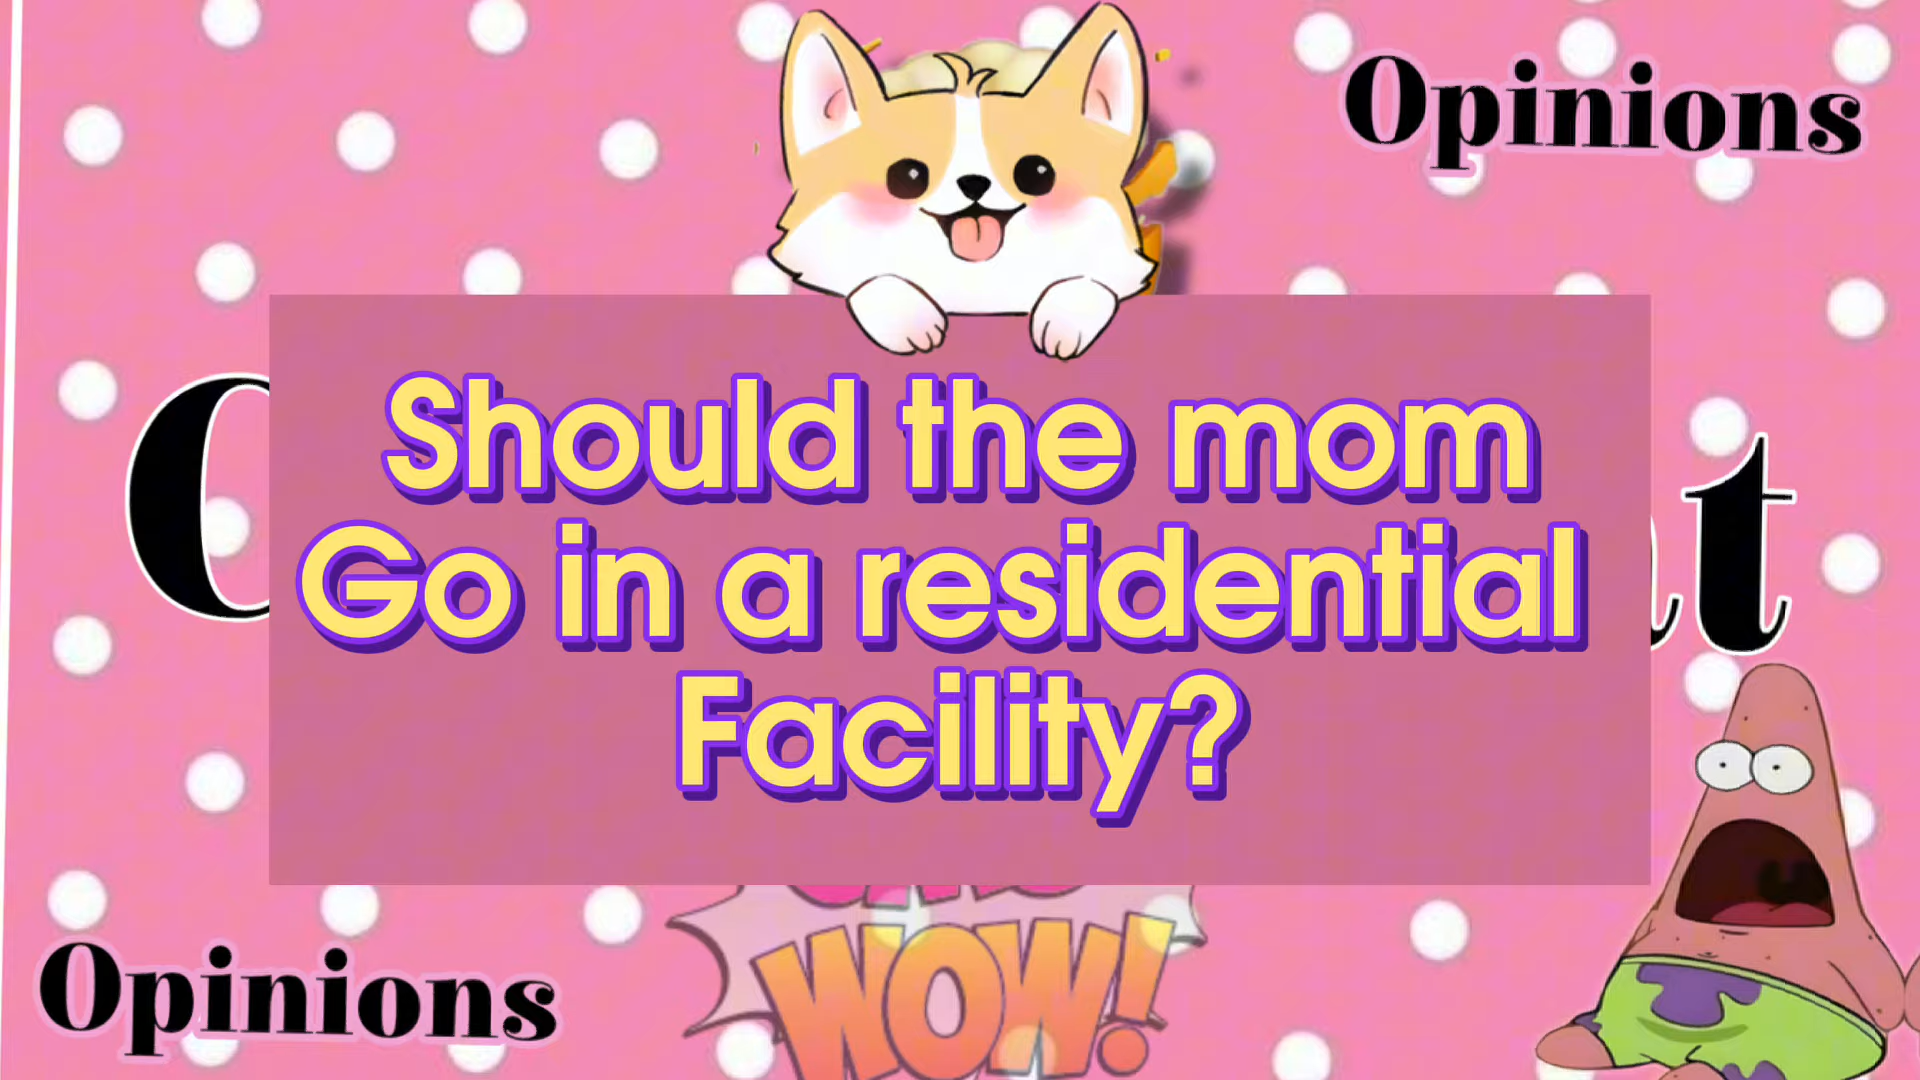 Opinions
Should the mom
Go in a residential
Facility?
WOW!
Opinions